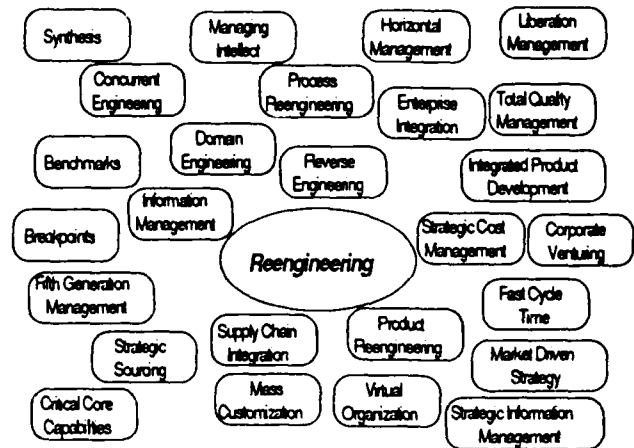 Synthesis
Managing
Intellect
Horizontal
Management
Liberation
Management
Concurrent
Engineering
Process
Reengineering
Enterprise
Integration
Total Quality
Management
Domain
Engineering
Benchmarks
Reverse
Engineering
Integrated Product
Development
Information
Management
Breakpoints
Reengineering
Strategic Cost
Management
Corporate
Venturing
Fifth Generation
Management
Fast Cycle
Time
Supply Chain
Integration
Product
Reengineering
Strategic
Sourcing
Market Driven
Strategy
Mass
Customization
Virtual
Organization
Critical Core
Capabilities
Strategic Information
Management